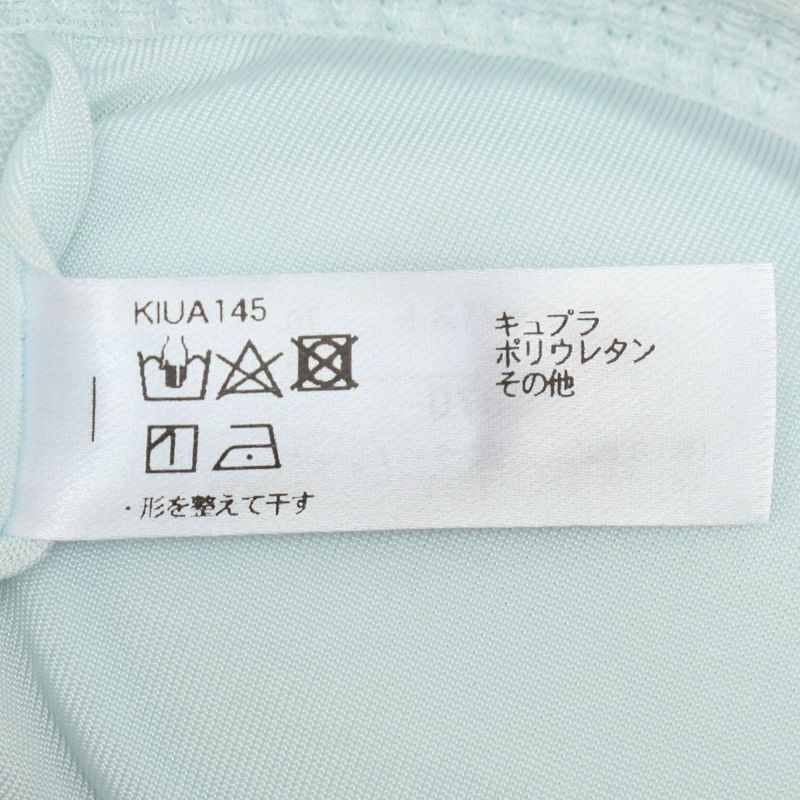 KIUA145
キュプラ
ポリウレタン
その他
・形を整えて干す